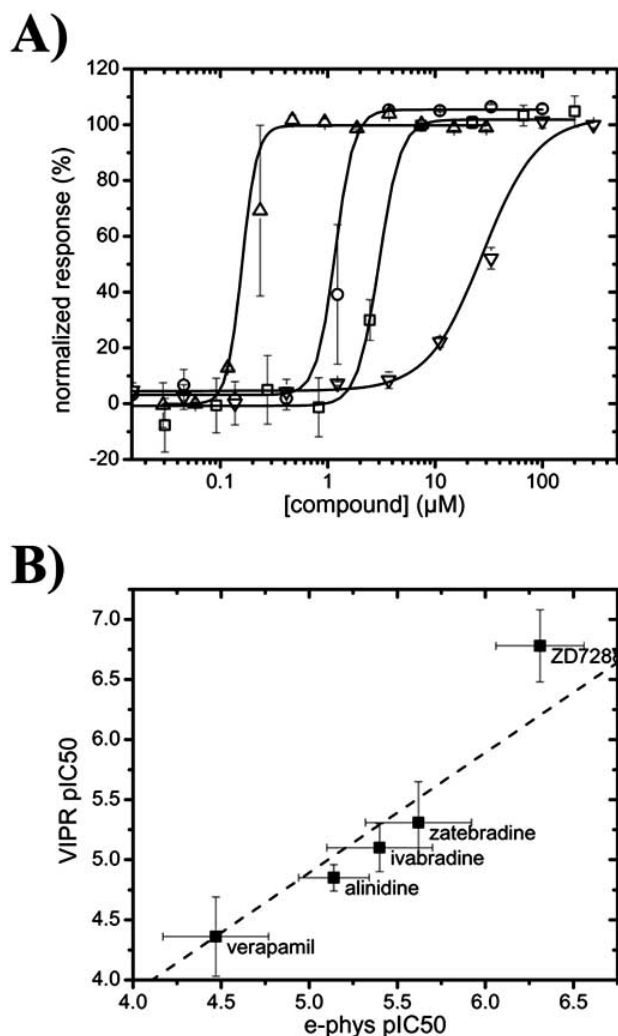 A)
120
100
80
60
40
20
0
-20
normalized response (%)
0.1 1 10 100
[compound] (µM)
B)
7.0
6.5
6.0
5.5
5.0
4.5
4.0
VIPR pIC50
ZD7288
zatebradine
ivabradine
alinidine
verapamil
4.0 4.5 5.0 5.5 6.0 6.5
e-phys pIC50